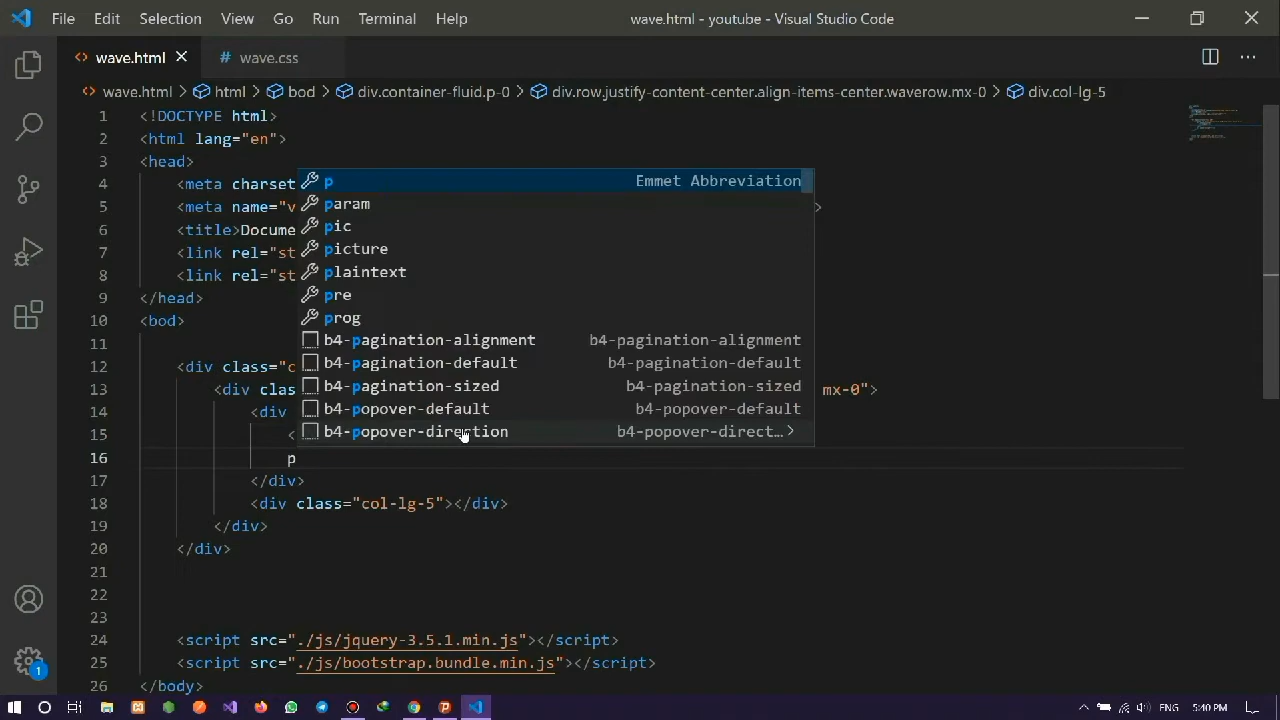 File Edit Selection View Go Run Terminal Help wave.html - youtube - Visual Studio Code
wave.html # wave.css
wave.html > html > bod > div.container-fluid.p-0 > div.row.justify-content-center.align-items-center.waverow.mx-0 > div.col-lg-5
1 <!DOCTYPE html>
2 <html lang="en">
3 <head>
p Emmet Abbreviation
4 <meta charset
param
5 <meta name="v >
pic
6 <title>Docume
picture
7 <link rel="st
plaintext
8 <link rel="st
pre
9 </head>
prog
10 <body>
b4-pagination-alignment b4-pagination-alignment
11
b4-pagination-default b4-pagination-default
12 <div class="c
b4-pagination-sized b4-pagination-sized
13 <div clas mx-0">
b4-popover-default b4-popover-default
14 <div
b4-popover-direction b4-popover-direct… >
15 <
16 p
17 </div>
18 <div class="col-lg-5"></div>
19 </div>
20 </div>
21
22
23
24 <script src="./js/jquery-3.5.1.min.js"></script>
25 <script src="./js/bootstrap.bundle.min.js"></script>
26 </body>
1
ENG 5:40 PM